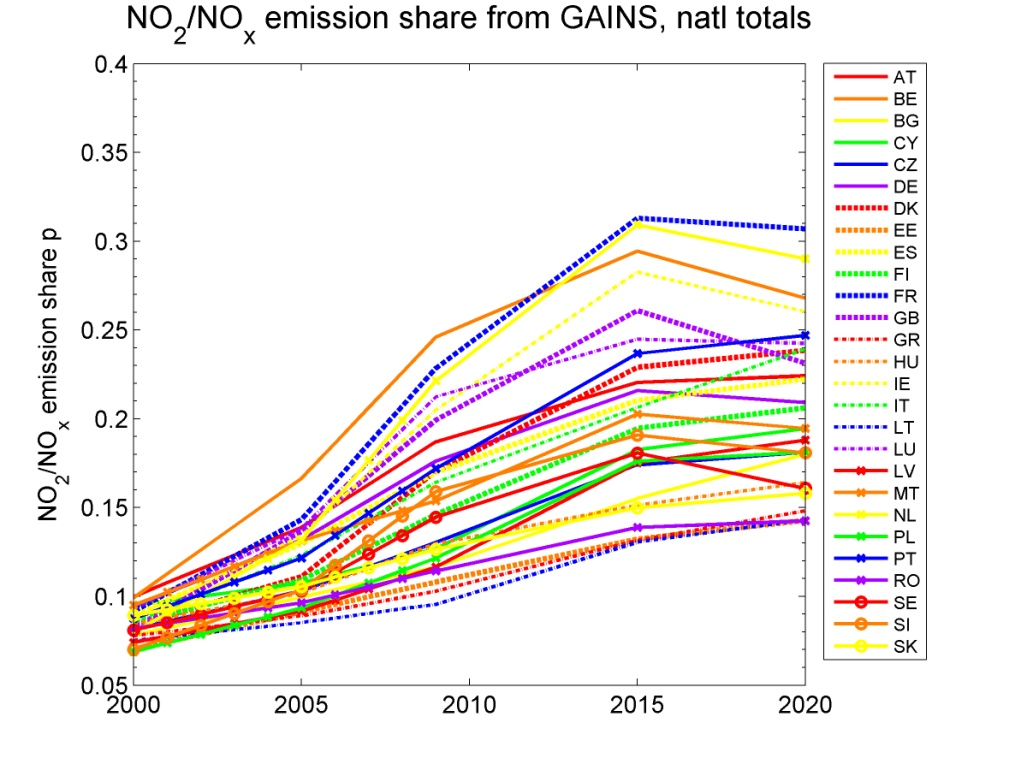 NO2/NOx emission share from GAINS, natl totals
0.4
0.35
0.3
0.25
0.2
0.15
0.1
0.05
NO2/NOx emission share p
2000 2005 2010 2015 2020
AT
BE
BG
CY
CZ
DE
DK
EE
ES
FI
FR
GB
GR
HU
IE
IT
LT
LU
LV
MT
NL
PL
PT
RO
SE
SI
SK